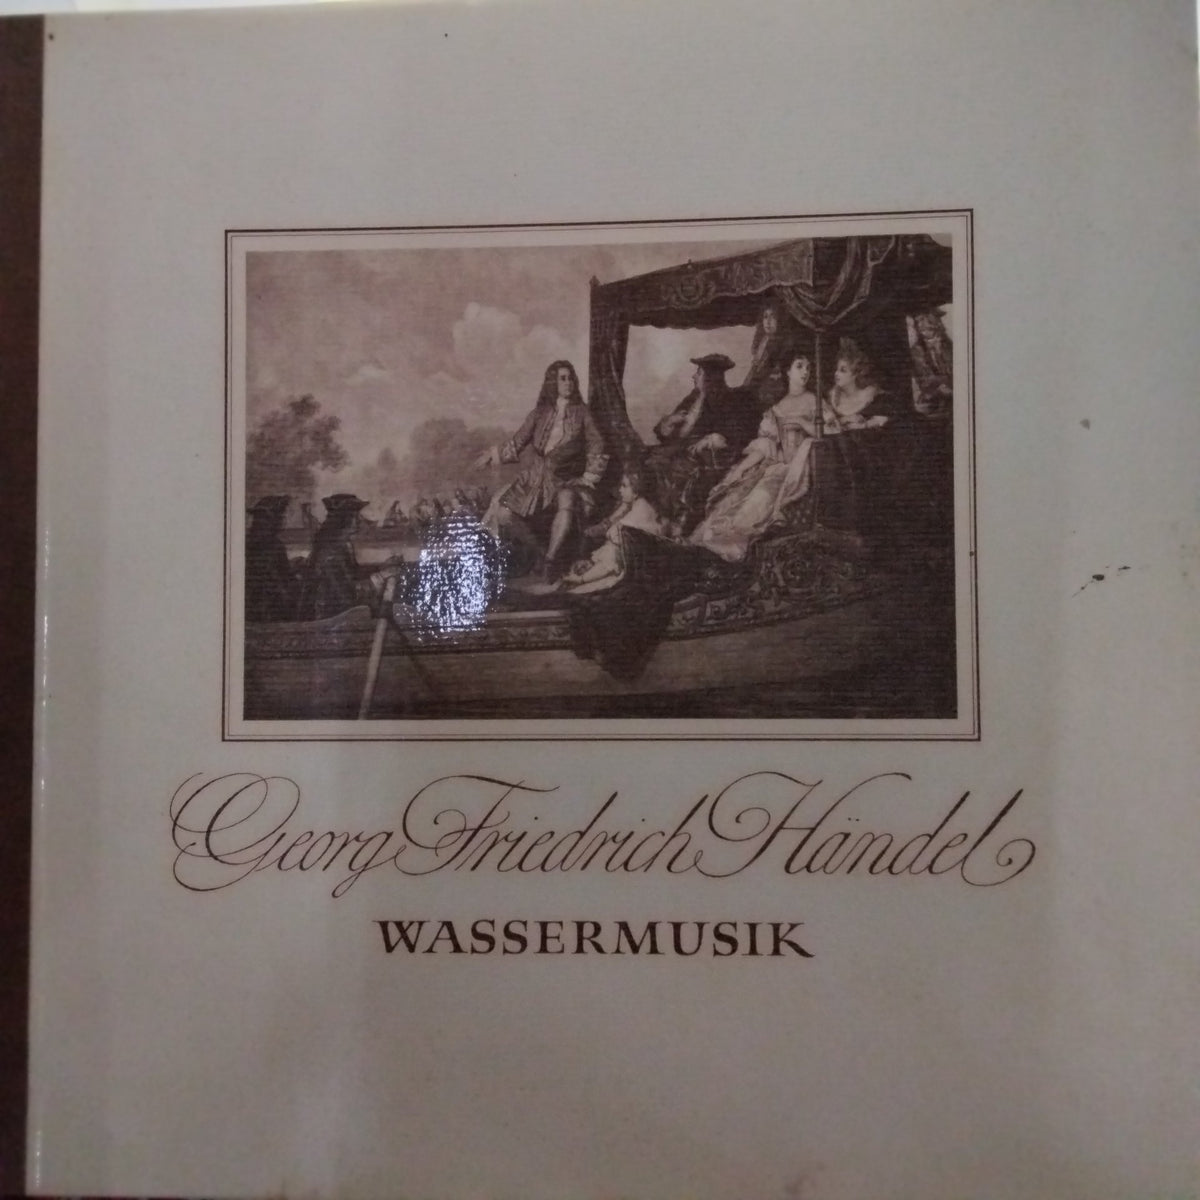 Georg Friedrich Händel
WASSERMUSIK